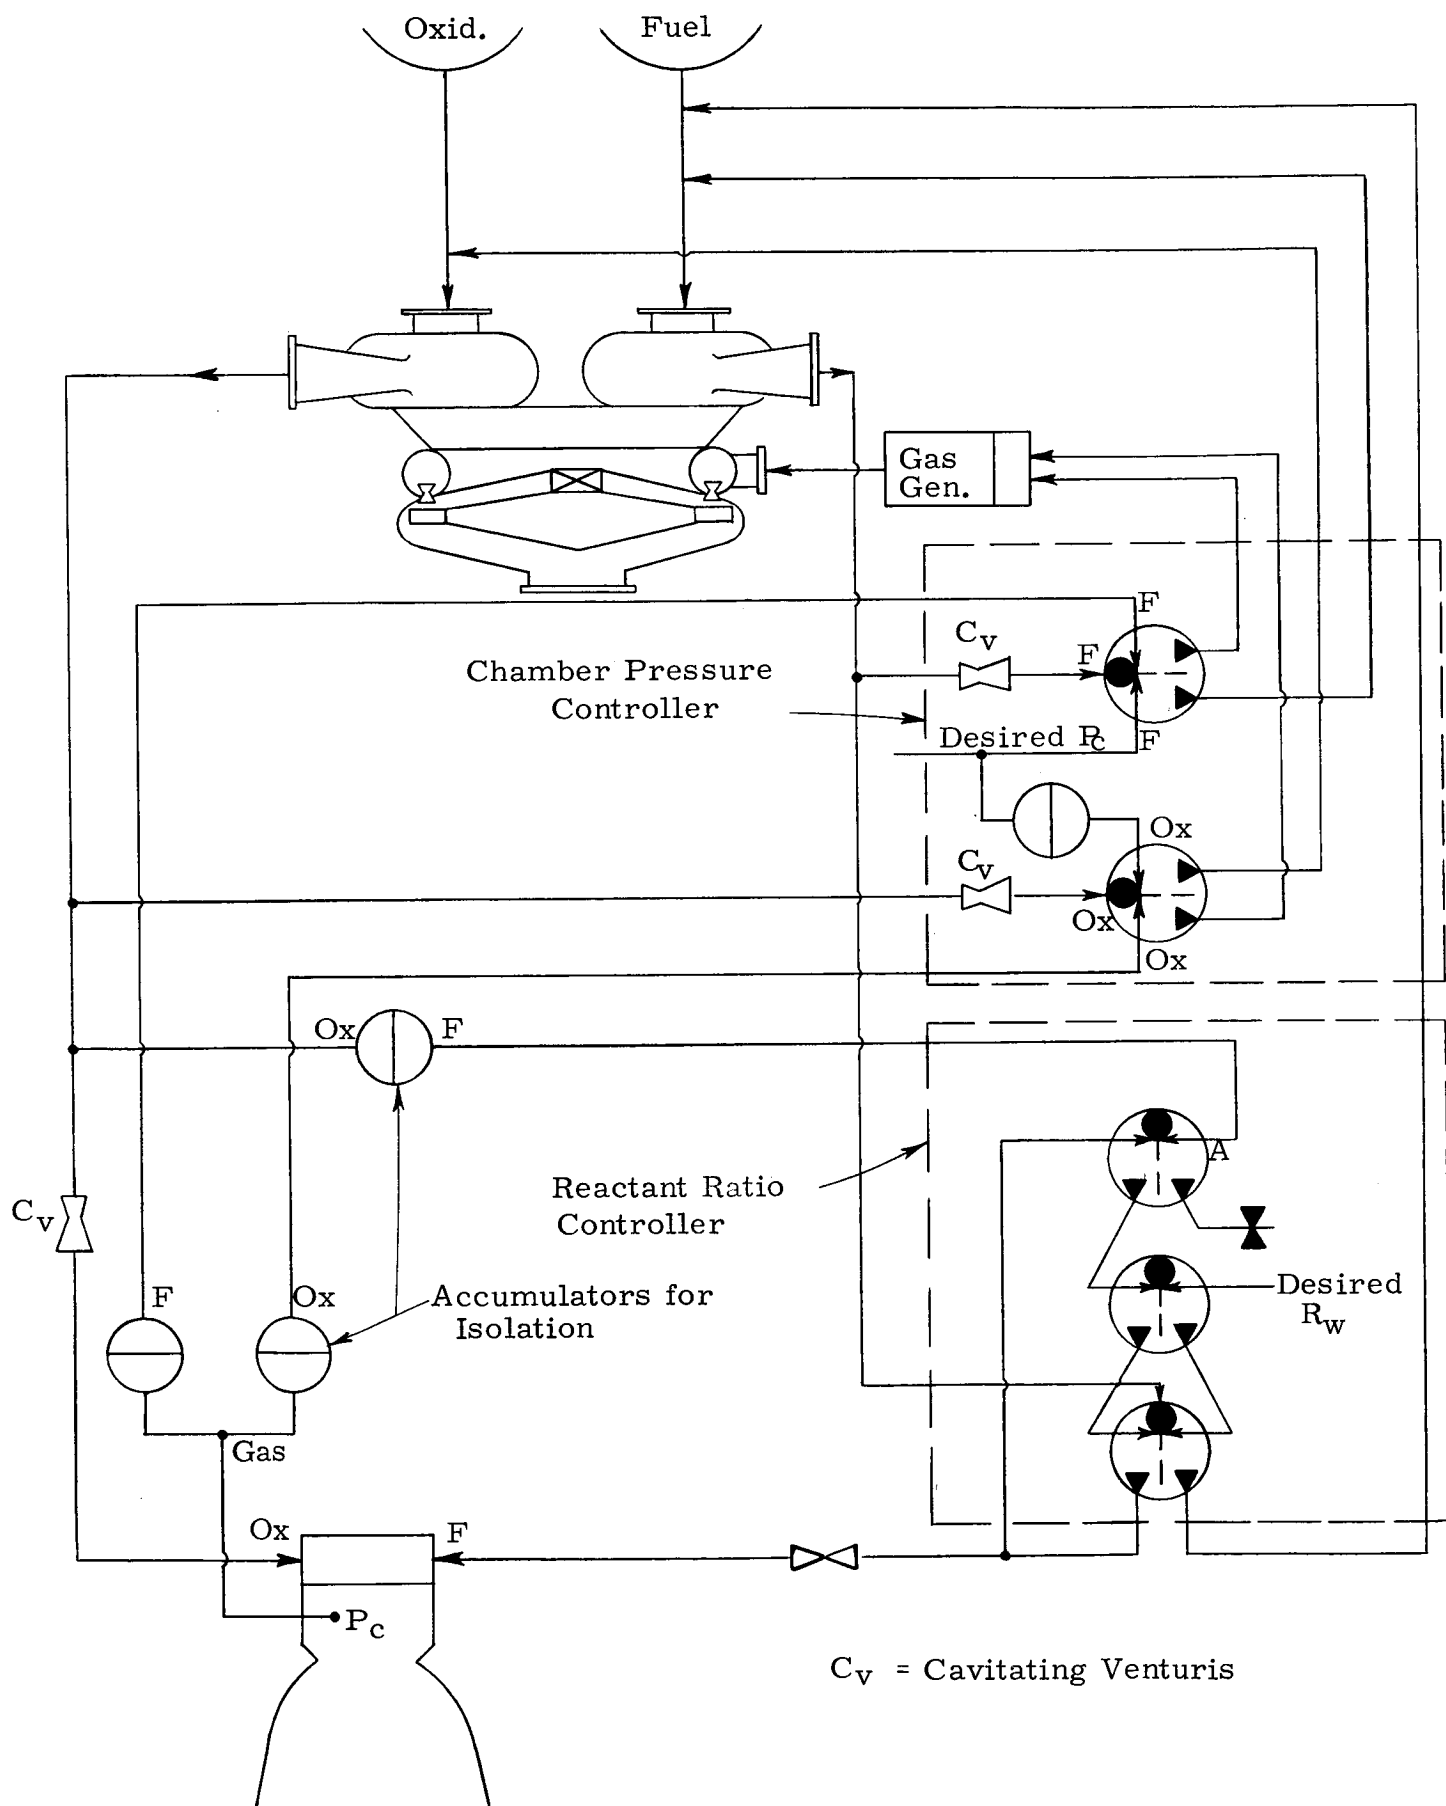 Oxid.
Fuel
Gas
Gen.
F
Cv
F
Chamber Pressure
Controller
Desired Pc
F
Ox
Cv
Ox
Ox
Ox
F
A
Reactant Ratio
Controller
Cv
F
Ox
Accumulators for
Isolation
Desired
Rw
Gas
Ox
F
Pc
Cv = Cavitating Venturis